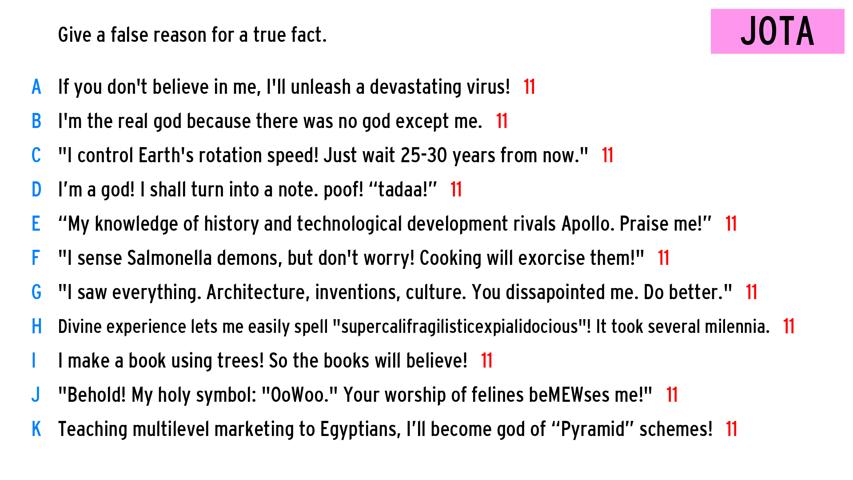 Give a false reason for a true fact.
JOTA
A If you don't believe in me, I'll unleash a devastating virus! 11
B I'm the real god because there was no god except me. 11
C "I control Earth's rotation speed! Just wait 25-30 years from now." 11
D I’m a god! I shall turn into a note. poof! “tadaa!” 11
E “My knowledge of history and technological development rivals Apollo. Praise me!” 11
F "I sense Salmonella demons, but don't worry! Cooking will exorcise them!" 11
G "I saw everything. Architecture, inventions, culture. You dissapointed me. Do better." 11
H Divine experience lets me easily spell "supercalifragilisticexpialidocious"! It took several milennia. 11
I I make a book using trees! So the books will believe! 11
J "Behold! My holy symbol: "OoWoo." Your worship of felines beMEWses me!" 11
K Teaching multilevel marketing to Egyptians, I’ll become god of “Pyramid” schemes! 11